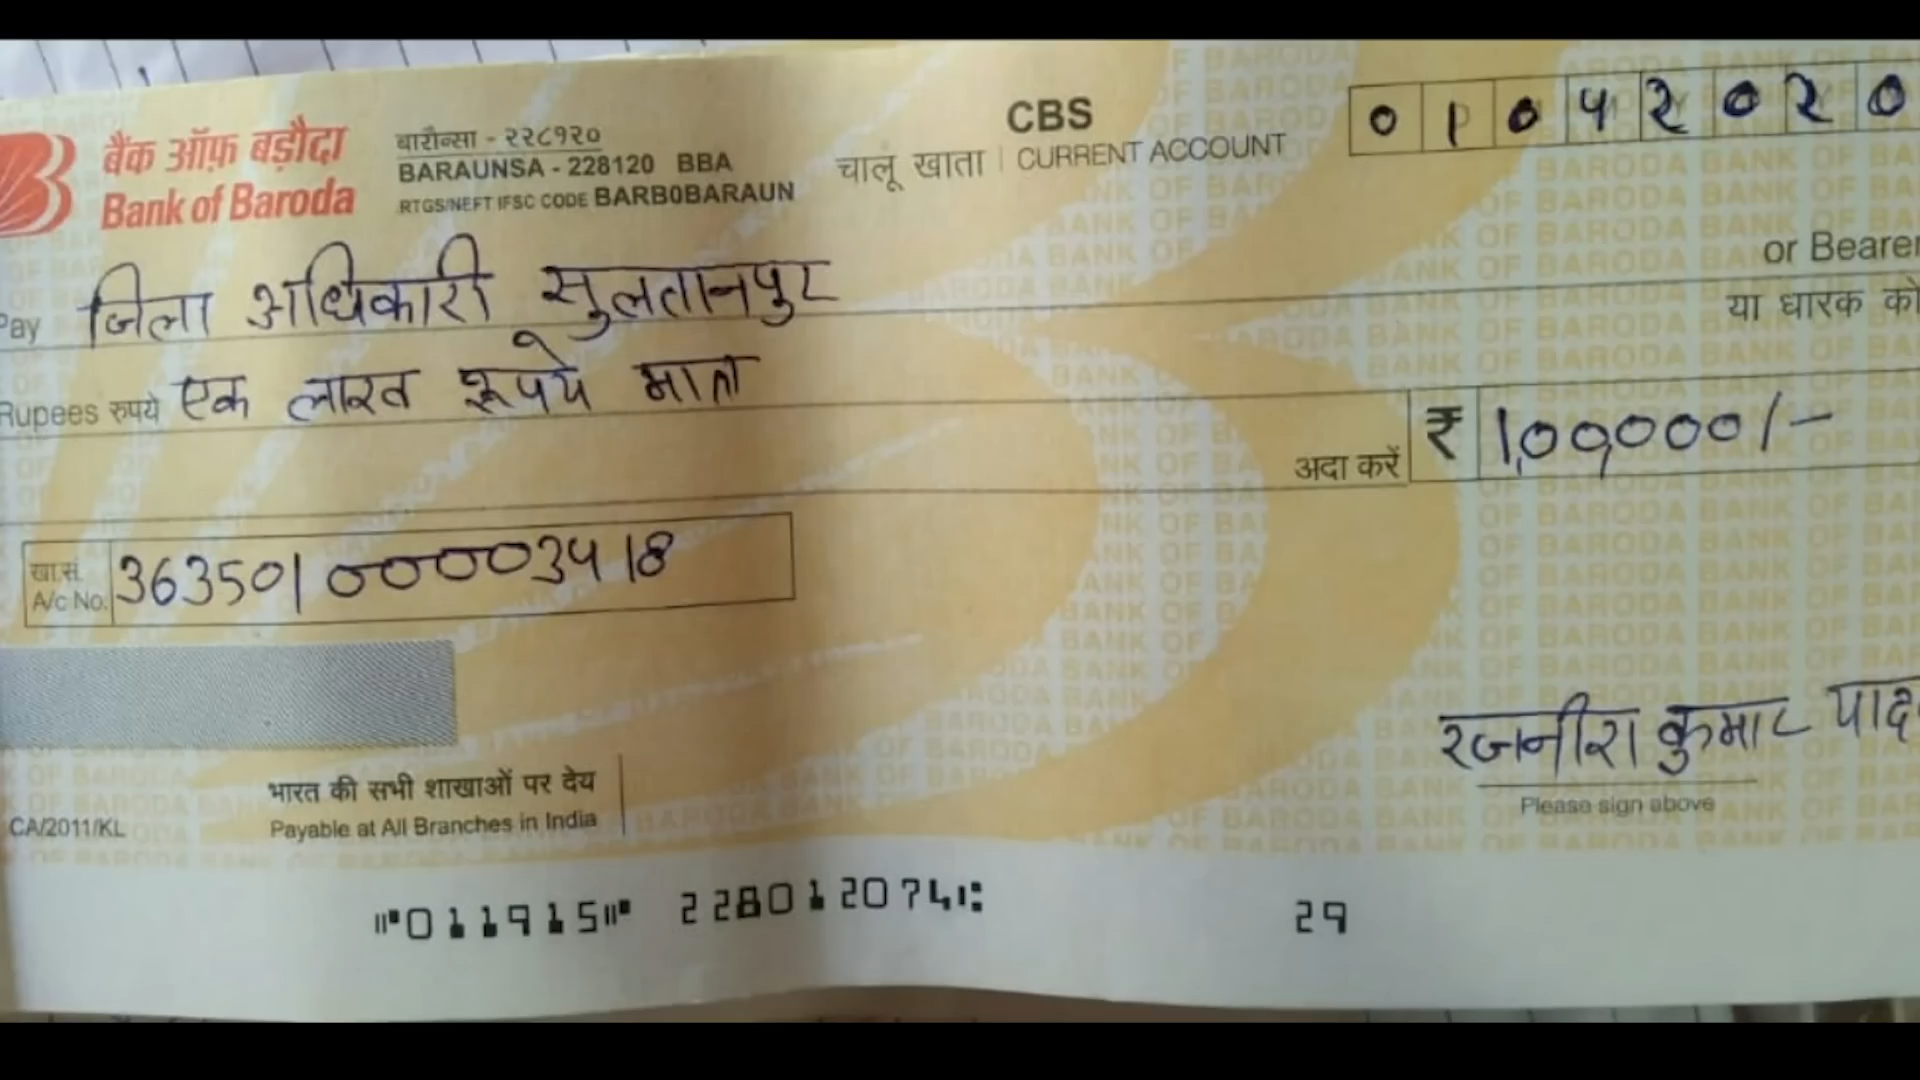 बैंक ऑफ़ बड़ौदा
Bank of Baroda
बारौन्सा - २२८१२०
BARAUNSA - 228120 BBA
RTGS/NEFT IFSC CODE BARB0BARAUN
CBS
चालू खाता | CURRENT ACCOUNT
0 1 0 4 2 0 2 0
Pay जिला अधिकारी सुलतानपुर
or Bearer
या धारक को
Rupees रुपये एक लाख रूपये मात्र
अदा करें ₹ 1,00,000/-
खा.सं.
A/c No. 363501000003418
रजनीश कुमार याद
Please sign above
भारत की सभी शाखाओं पर देय
Payable at All Branches in India
CA/2011/KL
⑈011915⑈ 228012074⑆ 29